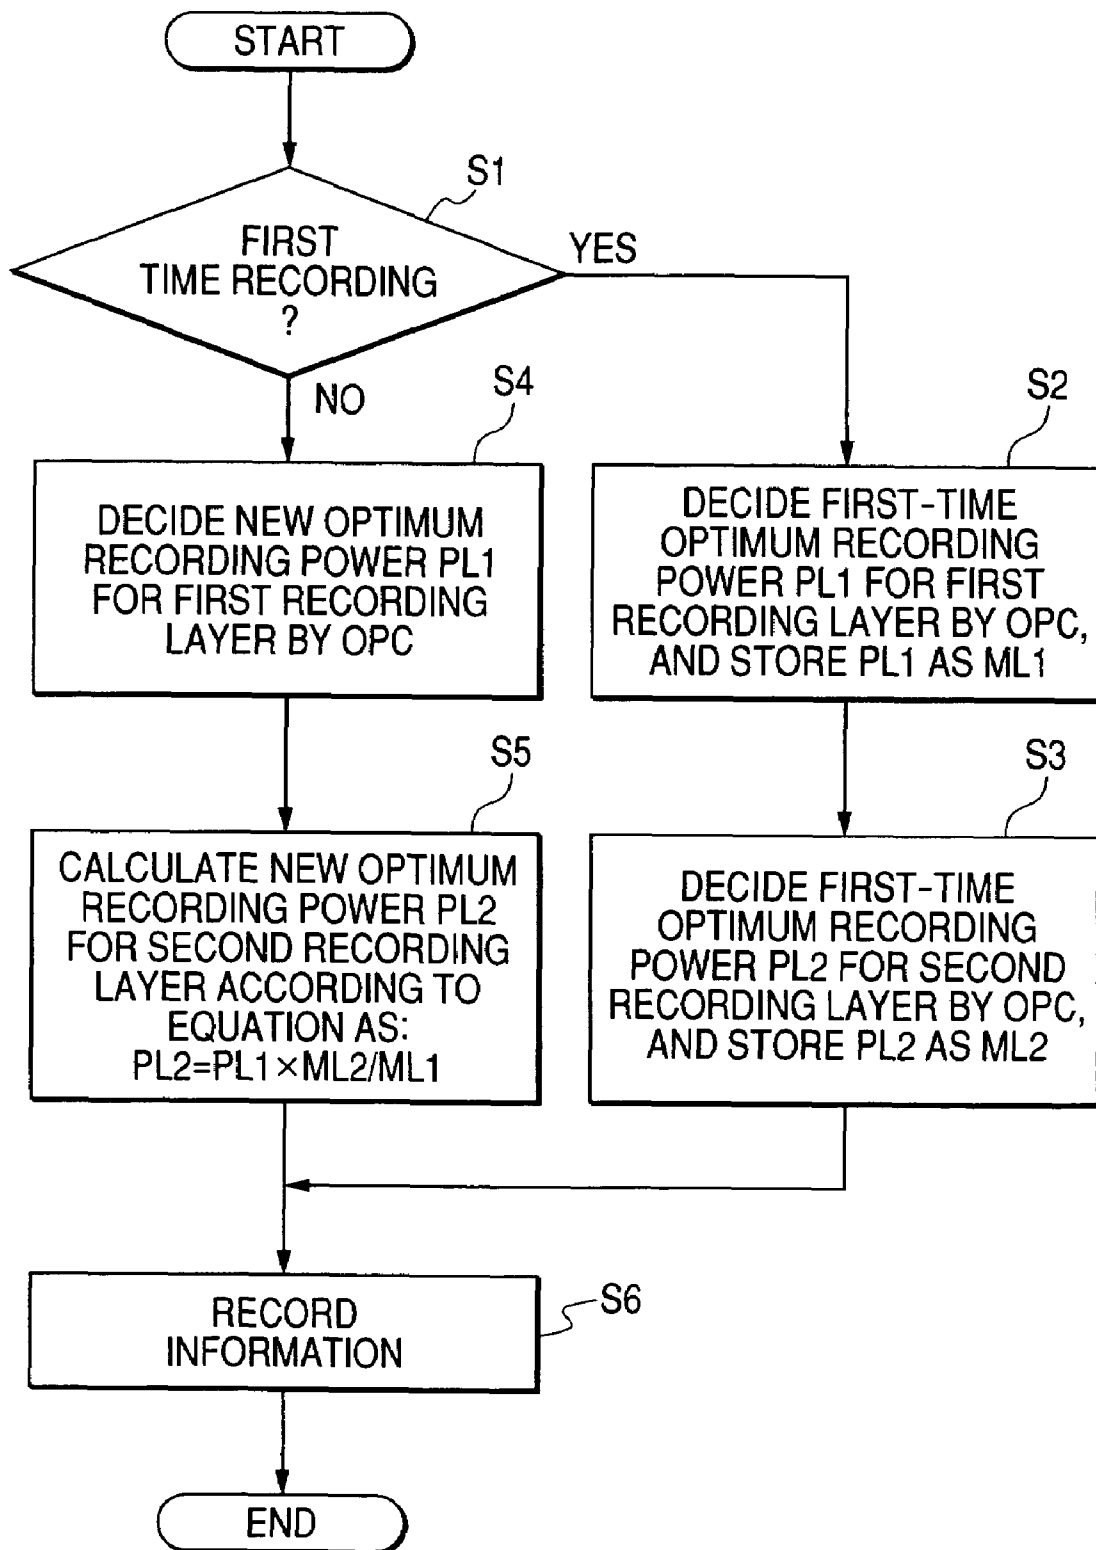 START
S1
FIRST
TIME RECORDING
?
YES
NO
S4
DECIDE NEW OPTIMUM
RECORDING POWER PL1
FOR FIRST RECORDING
LAYER BY OPC
S2
DECIDE FIRST-TIME
OPTIMUM RECORDING
POWER PL1 FOR FIRST
RECORDING LAYER BY OPC,
AND STORE PL1 AS ML1
S5
CALCULATE NEW OPTIMUM
RECORDING POWER PL2
FOR SECOND RECORDING
LAYER ACCORDING TO
EQUATION AS:
PL2=PL1×ML2/ML1
S3
DECIDE FIRST-TIME
OPTIMUM RECORDING
POWER PL2 FOR SECOND
RECORDING LAYER BY OPC,
AND STORE PL2 AS ML2
RECORD
INFORMATION
S6
END